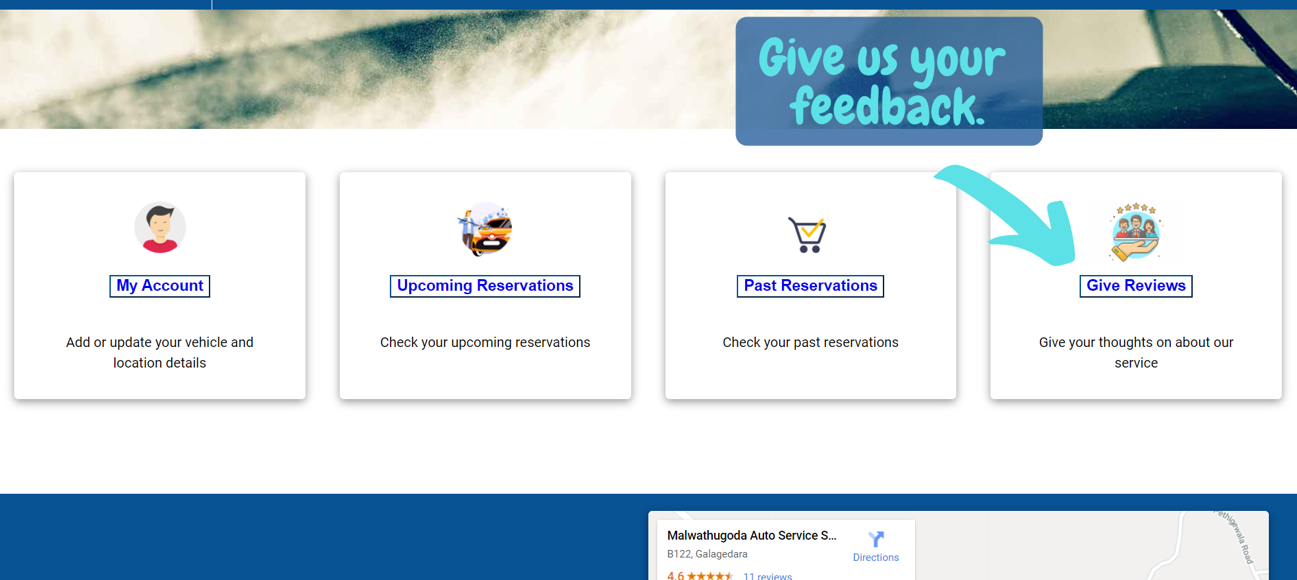 Give us your
feedback.
My Account
Upcoming Reservations
Past Reservations
Give Reviews
Add or update your vehicle and
location details
Check your upcoming reservations
Check your past reservations
Give your thoughts on about our
service
Malwathugoda Auto Service S...
B122, Galagedara
Directions
4.6
11 reviews
Pethigewala Road